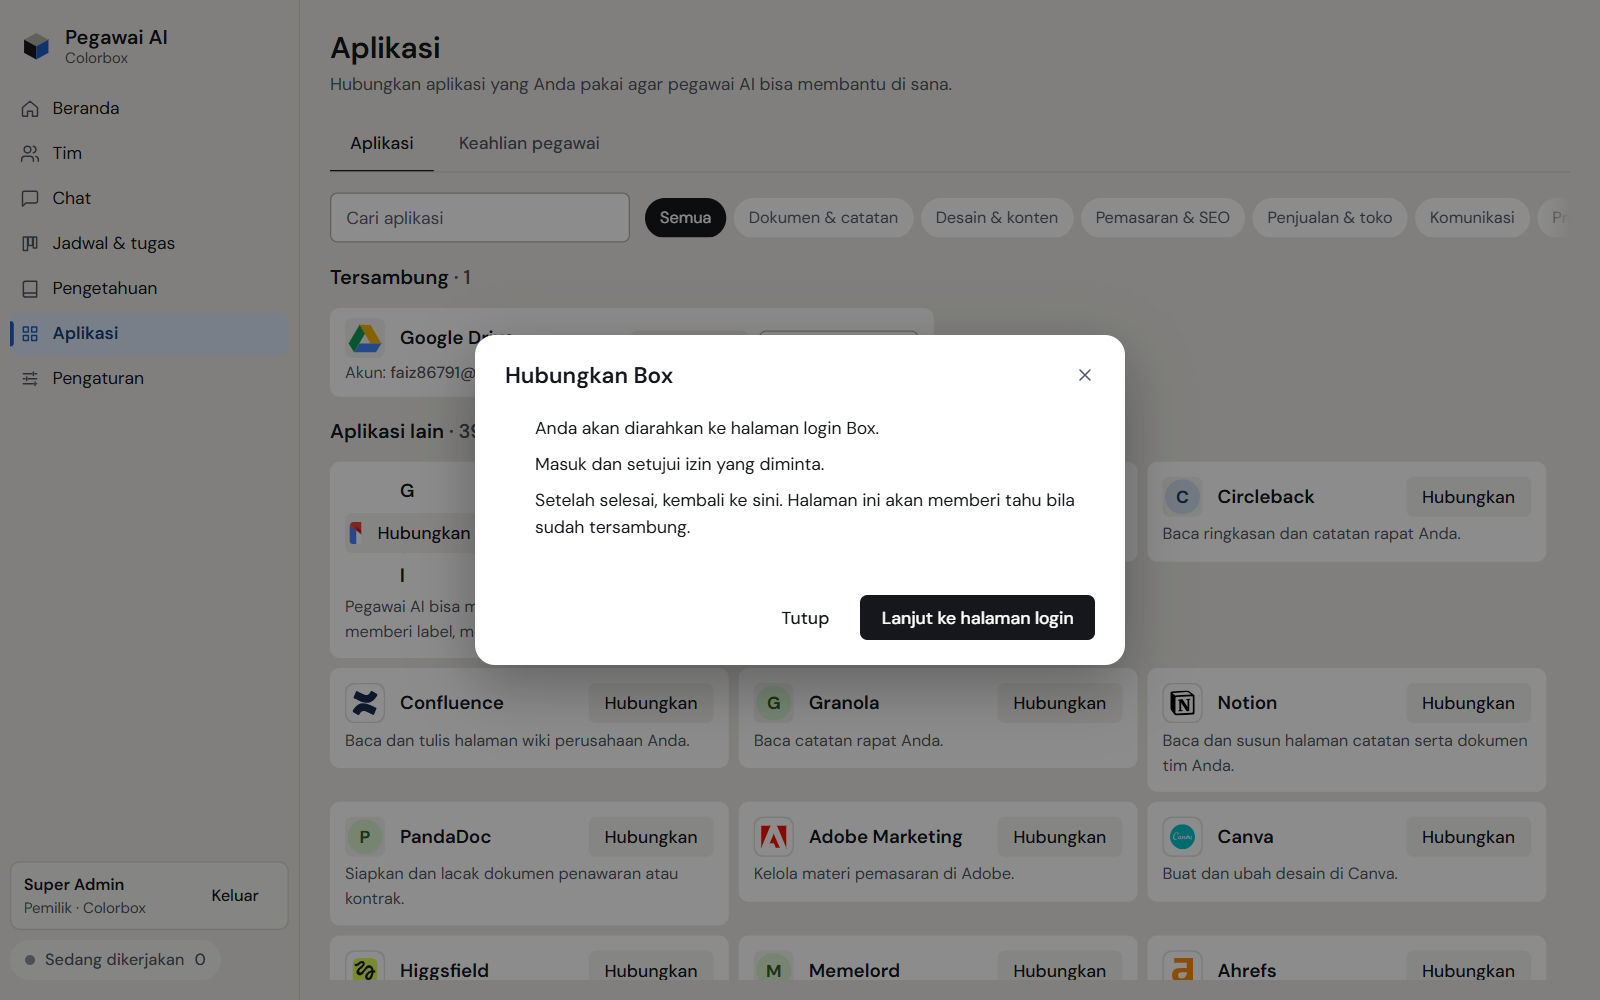 Pegawai AI
Colorbox
Beranda
Tim
Chat
Jadwal & tugas
Pengetahuan
Aplikasi
Pengaturan
Super Admin
Pemilik · Colorbox
Keluar
Sedang dikerjakan 0
Aplikasi
Hubungkan aplikasi yang Anda pakai agar pegawai AI bisa membantu di sana.
Aplikasi
Keahlian pegawai
Cari aplikasi
Semua
Dokumen & catatan
Desain & konten
Pemasaran & SEO
Penjualan & toko
Komunikasi
Tersambung · 1
Google
Akun: faiz86791@
Aplikasi lain ·
G
Hubungkan
Pegawai AI bisa
memberi label,
Hubungkan Box
Anda akan diarahkan ke halaman login Box.
Masuk dan setujui izin yang diminta.
Setelah selesai, kembali ke sini. Halaman ini akan memberi tahu bila
sudah tersambung.
Tutup
Lanjut ke halaman login
C
Circleback
Hubungkan
Baca ringkasan dan catatan rapat Anda.
Confluence
Hubungkan
Baca dan tulis halaman wiki perusahaan Anda.
G
Granola
Hubungkan
Baca catatan rapat Anda.
N
Notion
Hubungkan
Baca dan susun halaman catatan serta dokumen
tim Anda.
P
PandaDoc
Hubungkan
Siapkan dan lacak dokumen penawaran atau
kontrak.
Adobe Marketing
Hubungkan
Kelola materi pemasaran di Adobe.
Canva
Canva
Hubungkan
Buat dan ubah desain di Canva.
Higgsfield
Hubungkan
M
Memelord
Hubungkan
a
Ahrefs
Hubungkan